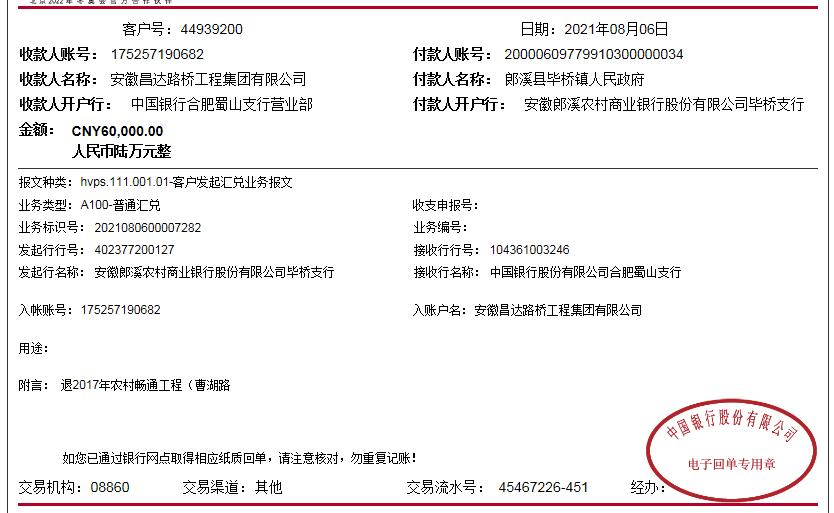 北京2022年冬奥会官方合作伙伴
客户号：44939200 日期：2021年08月06日
收款人账号：175257190682 付款人账号：20000609779910300000034
收款人名称：安徽昌达路桥工程集团有限公司 付款人名称：郎溪县毕桥镇人民政府
收款人开户行：中国银行合肥蜀山支行营业部 付款人开户行：安徽郎溪农村商业银行股份有限公司毕桥支行
金额：CNY60,000.00
人民币陆万元整
报文种类：hvps.111.001.01-客户发起汇兑业务报文
业务类型：A100-普通汇兑 收支申报号：
业务标识号：2021080600007282 业务编号：
发起行行号：402377200127 接收行行号：104361003246
发起行名称：安徽郎溪农村商业银行股份有限公司毕桥支行 接收行名称：中国银行股份有限公司合肥蜀山支行
入帐账号：175257190682 入账户名：安徽昌达路桥工程集团有限公司
用途：
附言：退2017年农村畅通工程（曹湖路
中国银行股份有限公司
电子回单专用章
如您已通过银行网点取得相应纸质回单，请注意核对，勿重复记账！
交易机构：08860 交易渠道：其他 交易流水号：45467226-451 经办：